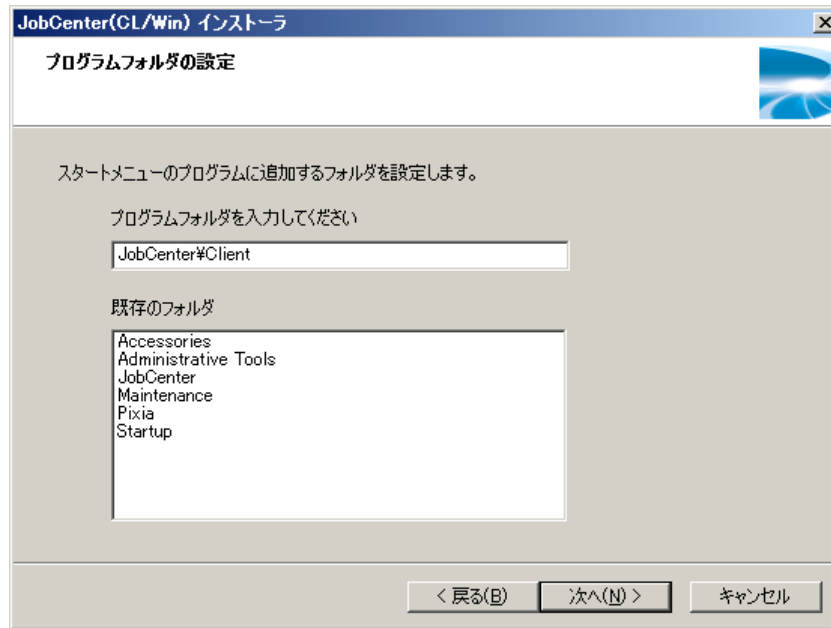 JobCenter(CL/Win) インストーラ
プログラムフォルダの設定
スタートメニューのプログラムに追加するフォルダを設定します。
プログラムフォルダを入力してください
JobCenter¥Client
既存のフォルダ
Accessories
Administrative Tools
JobCenter
Maintenance
Pixia
Startup
< 戻る(B)
次へ(N) >
キャンセル